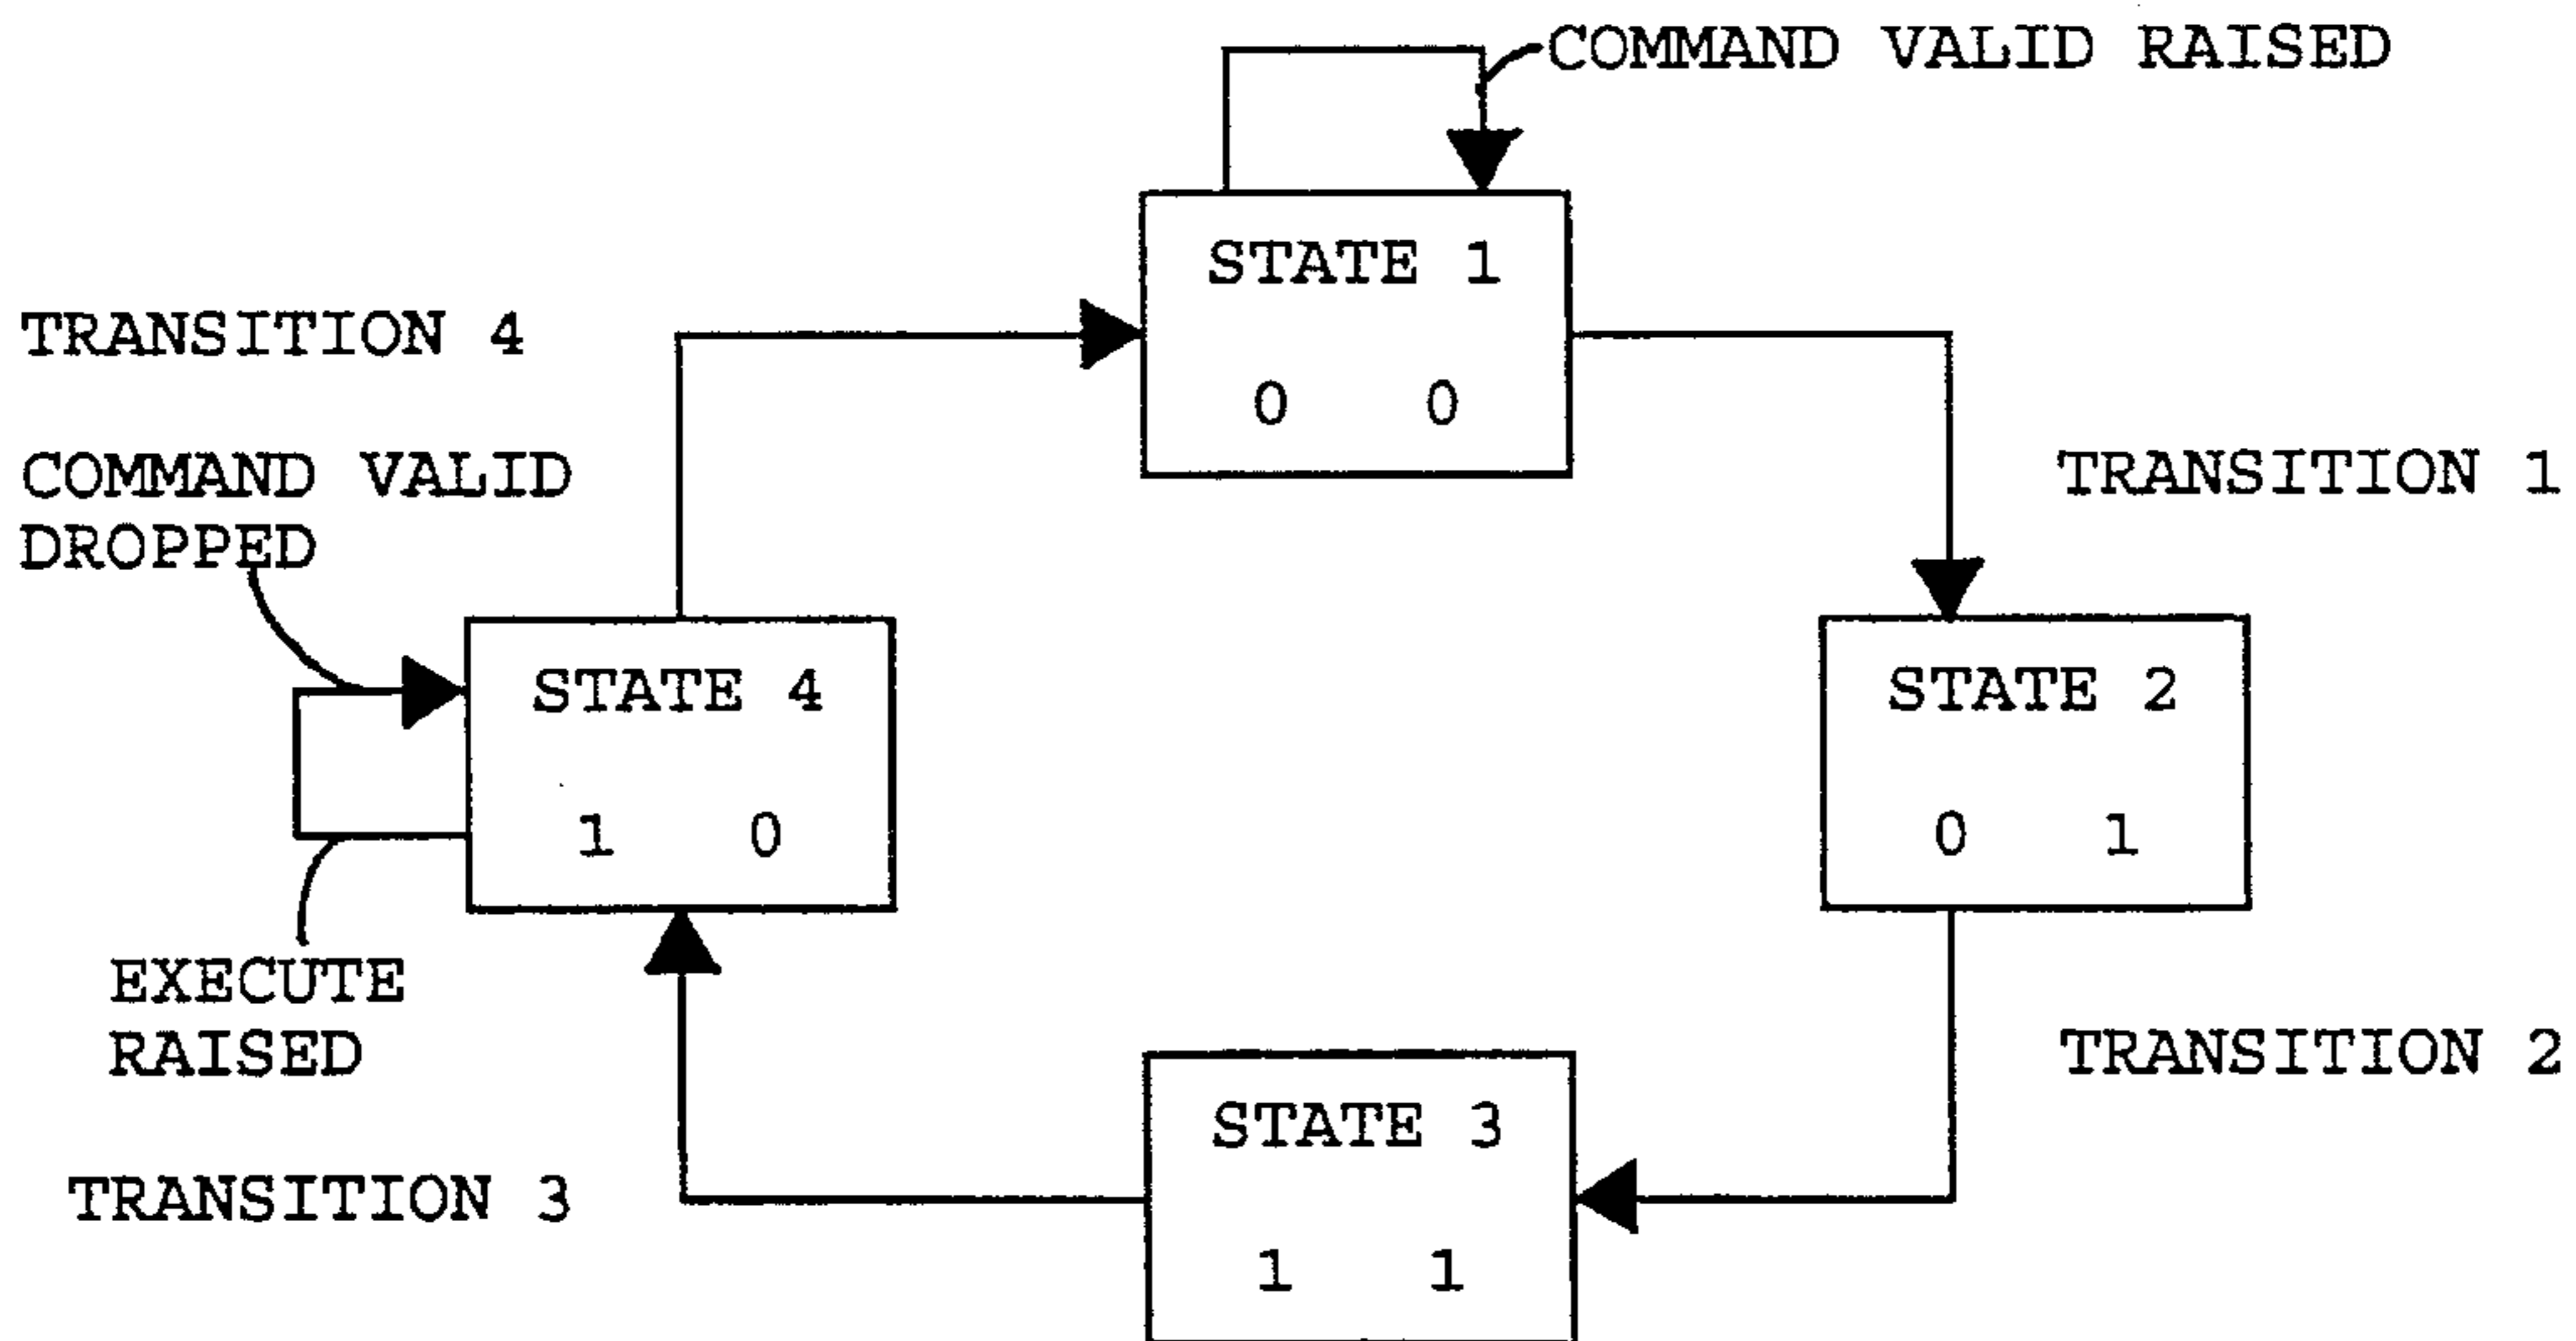 COMMAND VALID RAISED
STATE 1
0 0
TRANSITION 4
COMMAND VALID
DROPPED
TRANSITION 1
STATE 4
1 0
STATE 2
0 1
EXECUTE
RAISED
TRANSITION 2
STATE 3
1 1
TRANSITION 3